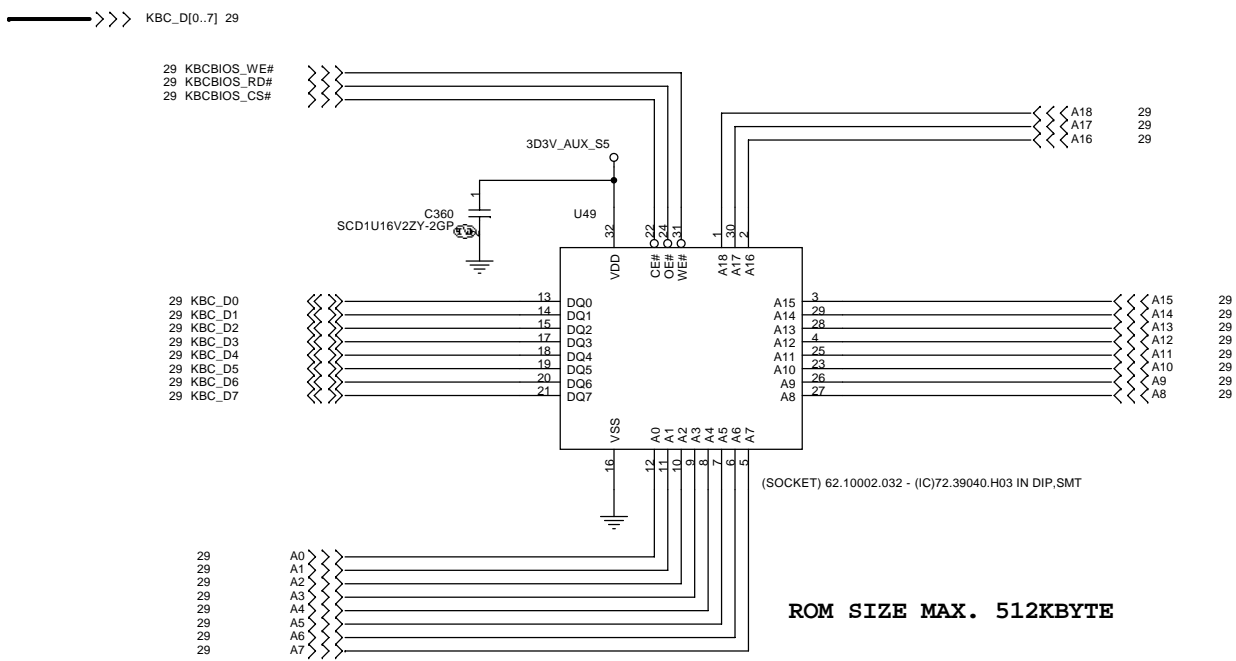 KBC_D[0..7] 29
29 KBCBIOS_WE#
29 KBCBIOS_RD#
29 KBCBIOS_CS#
A18 29
A17 29
A16 29
3D3V_AUX_S5
1
C360
SCD1U16V2ZY-2GP
U49
32
22
24
31
1
30
2
VDD
CE#
OE#
WE#
A18
A17
A16
29 KBC_D0 13 DQ0
29 KBC_D1 14 DQ1
29 KBC_D2 15 DQ2
29 KBC_D3 17 DQ3
29 KBC_D4 18 DQ4
29 KBC_D5 19 DQ5
29 KBC_D6 20 DQ6
29 KBC_D7 21 DQ7
A15 3 A15 29
A14 29 A14 29
A13 28 A13 29
A12 4 A12 29
A11 25 A11 29
A10 23 A10 29
A9 26 A9 29
A8 27 A8 29
VSS
A0
A1
A2
A3
A4
A5
A6
A7
16
12
11
10
9
8
7
6
5
(SOCKET) 62.10002.032 - (IC)72.39040.H03 IN DIP,SMT
29 A0
29 A1
29 A2
29 A3
29 A4
29 A5
29 A6
29 A7
ROM SIZE MAX. 512KBYTE